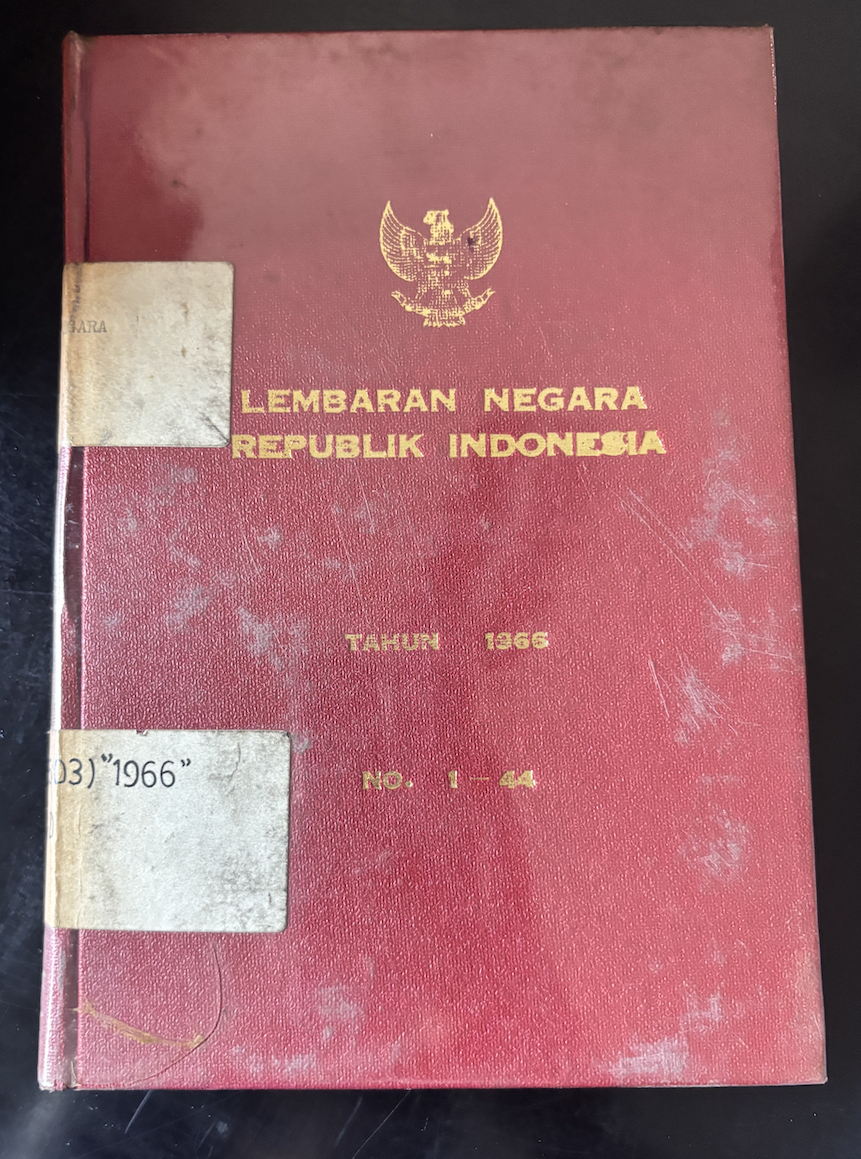 LEMBARAN NEGARA
REPUBLIK INDONESIA
TAHUN 1966
NO. 1 - 44
GARA
03) "1966"